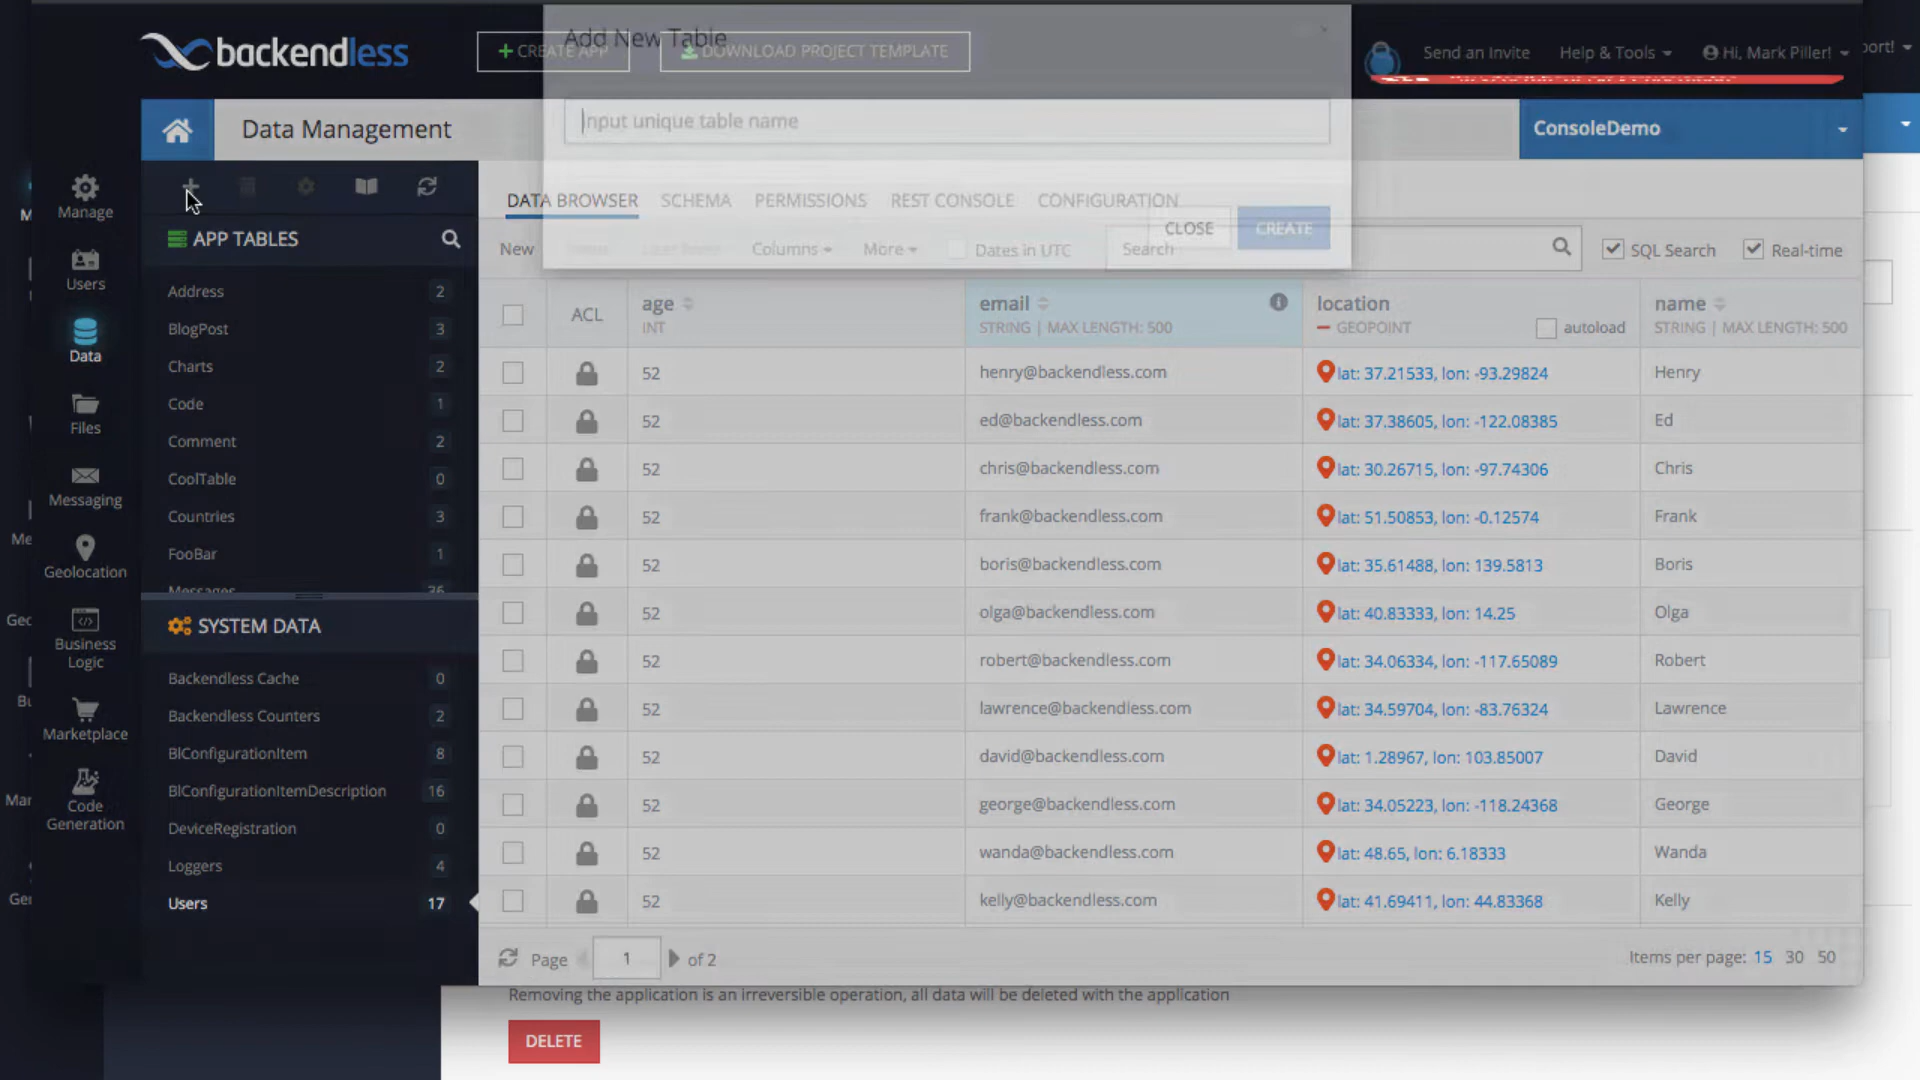 backendless
CREATE APP
DOWNLOAD PROJECT TEMPLATE
Add New Table
Send an Invite
Help & Tools
Hi, Mark Piller!
port!
Data Management
Input unique table name
ConsoleDemo
CLOSE
CREATE
Manage
Users
Data
Files
Messaging
Geolocation
Business
Logic
Marketplace
Code
Generation
APP TABLES
Address 2
BlogPost 3
Charts 2
Code 1
Comment 2
CoolTable 0
Countries 3
FooBar 1
Messages 36
SYSTEM DATA
Backendless Cache 0
Backendless Counters 2
BlConfigurationItem 8
BlConfigurationItemDescription 16
DeviceRegistration 0
Loggers 4
Users 17
DATA BROWSER SCHEMA PERMISSIONS REST CONSOLE CONFIGURATION
New Columns More Dates in UTC Search SQL Search Real-time
ACL age email location name
INT STRING | MAX LENGTH: 500 GEOPOINT autoload STRING | MAX LENGTH: 500
52 henry@backendless.com lat: 37.21533, lon: -93.29824 Henry
52 ed@backendless.com lat: 37.38605, lon: -122.08385 Ed
52 chris@backendless.com lat: 30.26715, lon: -97.74306 Chris
52 frank@backendless.com lat: 51.50853, lon: -0.12574 Frank
52 boris@backendless.com lat: 35.61488, lon: 139.5813 Boris
52 olga@backendless.com lat: 40.83333, lon: 14.25 Olga
52 robert@backendless.com lat: 34.06334, lon: -117.65089 Robert
52 lawrence@backendless.com lat: 34.59704, lon: -83.76324 Lawrence
52 david@backendless.com lat: 1.28967, lon: 103.85007 David
52 george@backendless.com lat: 34.05223, lon: -118.24368 George
52 wanda@backendless.com lat: 48.65, lon: 6.18333 Wanda
52 kelly@backendless.com lat: 41.69411, lon: 44.83368 Kelly
Page 1 of 2
Items per page: 15 30 50
Removing the application is an irreversible operation, all data will be deleted with the application
DELETE